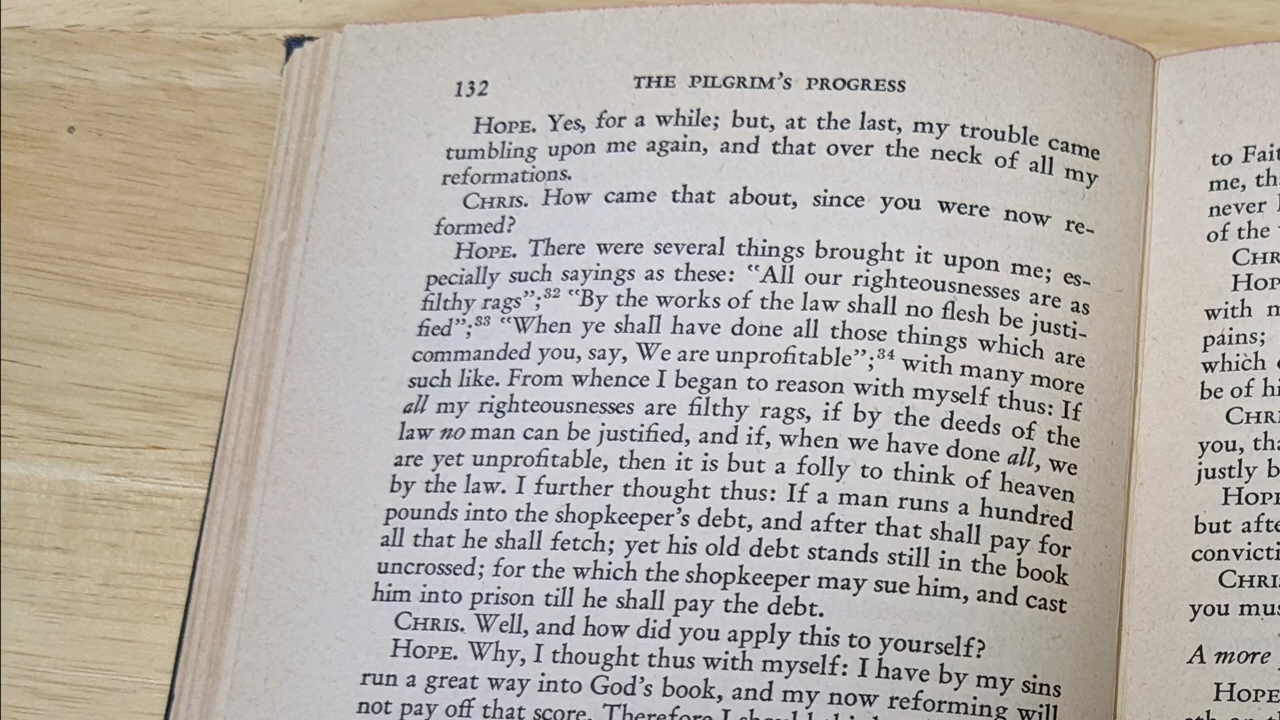 132 THE PILGRIM'S PROGRESS
HOPE. Yes, for a while; but, at the last, my trouble came
tumbling upon me again, and that over the neck of all my
reformations.
CHRIS. How came that about, since you were now re-
formed?
HOPE. There were several things brought it upon me; es-
pecially such sayings as these: "All our righteousnesses are as
filthy rags";32 "By the works of the law shall no flesh be justi-
fied";33 "When ye shall have done all those things which are
commanded you, say, We are unprofitable";34 with many more
such like. From whence I began to reason with myself thus: If
all my righteousnesses are filthy rags, if by the deeds of the
law no man can be justified, and if, when we have done all, we
are yet unprofitable, then it is but a folly to think of heaven
by the law. I further thought thus: If a man runs a hundred
pounds into the shopkeeper's debt, and after that shall pay for
all that he shall fetch; yet his old debt stands still in the book
uncrossed; for the which the shopkeeper may sue him, and cast
him into prison till he shall pay the debt.
CHRIS. Well, and how did you apply this to yourself?
HOPE. Why, I thought thus with myself: I have by my sins
run a great way into God's book, and my now reforming will
not pay off that score. Therefore I should
to
me,
never
of the
with
pains;
which
be of
you,
justly
HOPE
but
you
A more
HOPE